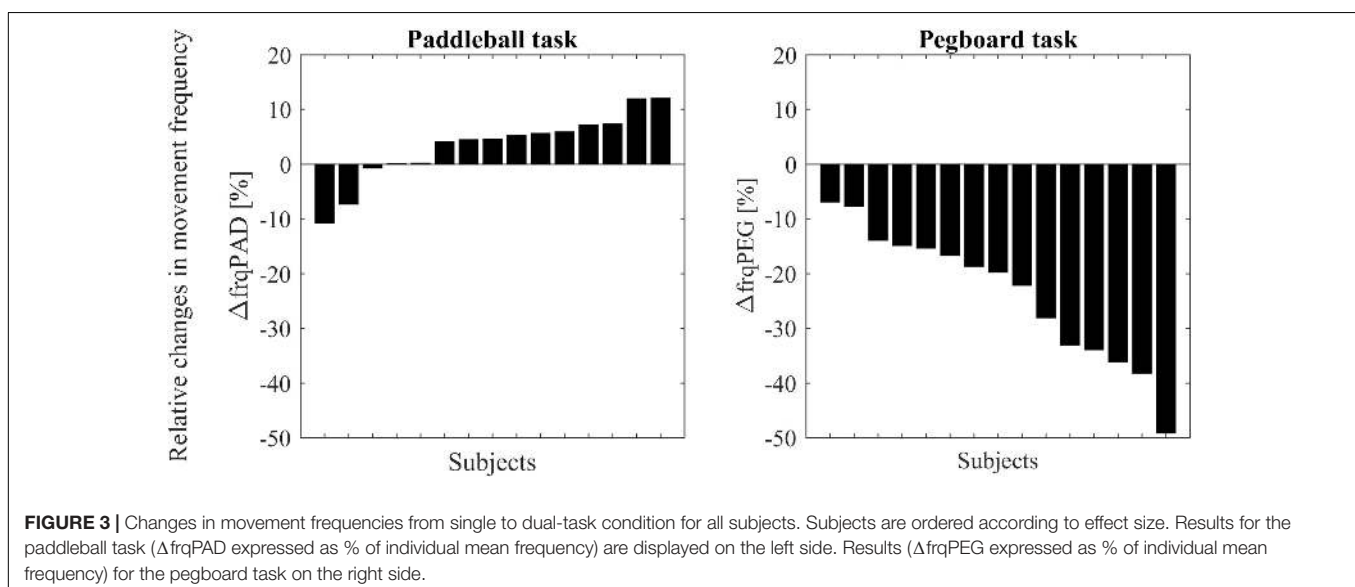 Relative changes in movement frequency
Paddleball task
ΔfrqPAD [%]
20
10
0
-10
-20
-30
-40
-50
Subjects
Pegboard task
ΔfrqPEG [%]
20
10
0
-10
-20
-30
-40
-50
Subjects
FIGURE 3 | Changes in movement frequencies from single to dual-task condition for all subjects. Subjects are ordered according to effect size. Results for the
paddleball task (ΔfrqPAD expressed as % of individual mean frequency) are displayed on the left side. Results (ΔfrqPEG expressed as % of individual mean
frequency) for the pegboard task on the right side.